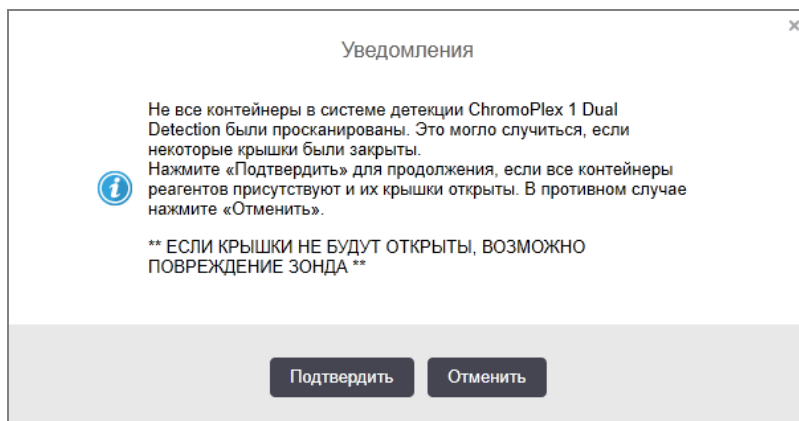 Уведомления
Не все контейнеры в системе детекции ChromoPlex 1 Dual
Detection были просканированы. Это могло случиться, если
некоторые крышки были закрыты.
Нажмите «Подтвердить» для продолжения, если все контейнеры
реагентов присутствуют и их крышки открыты. В противном случае
нажмите «Отменить».
** ЕСЛИ КРЫШКИ НЕ БУДУТ ОТКРЫТЫ, ВОЗМОЖНО
ПОВРЕЖДЕНИЕ ЗОНДА **
Подтвердить Отменить